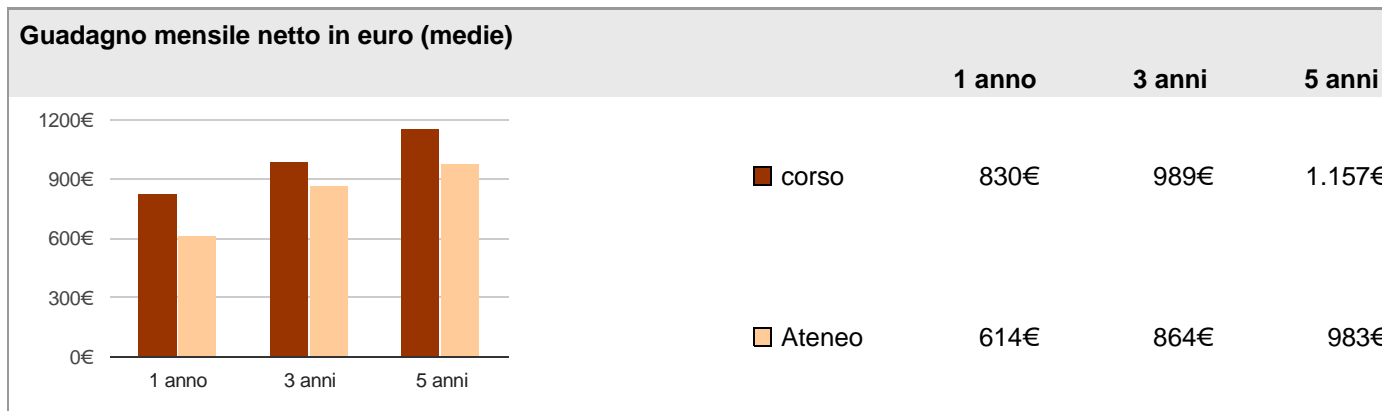 Guadagno mensile netto in euro (medie)
1 anno 3 anni 5 anni
1200€
900€
600€
300€
0€
1 anno 3 anni 5 anni
corso 830€ 989€ 1.157€
Ateneo 614€ 864€ 983€